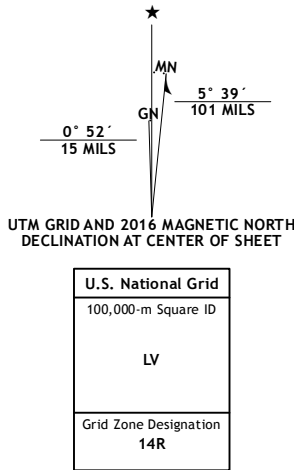 MN
GN
5° 39´
101 MILS
0° 52´
15 MILS
UTM GRID AND 2016 MAGNETIC NORTH
DECLINATION AT CENTER OF SHEET
U.S. National Grid
100,000-m Square ID
LV
Grid Zone Designation
14R